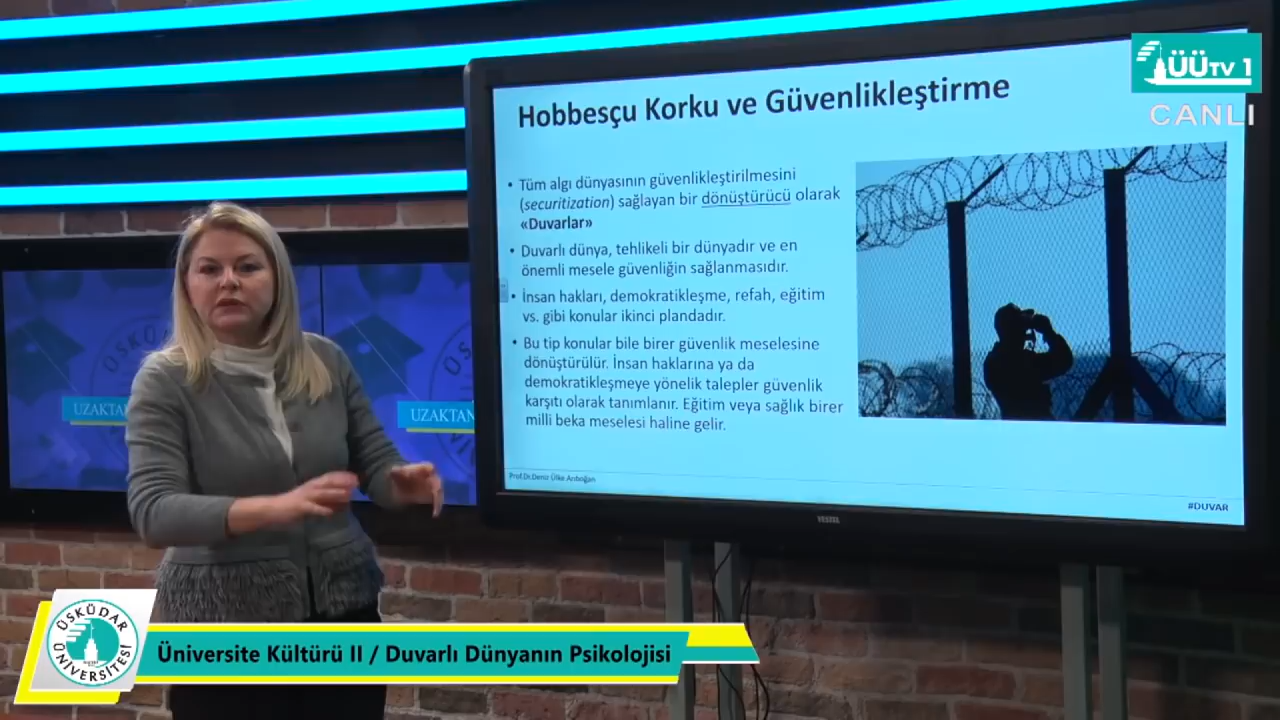 ÜÜTV 1
CANLI
Hobbesçu Korku ve Güvenlikleştirme
• Tüm algı dünyasının güvenlikleştirilmesini
(securitization) sağlayan bir dönüştürücü olarak
«Duvarlar»
• Duvarlı dünya, tehlikeli bir dünyadır ve en
önemli mesele güvenliğin sağlanmasıdır.
• İnsan hakları, demokratikleşme, refah, eğitim
vs. gibi konular ikinci plandadır.
• Bu tip konular bile birer güvenlik meselesine
dönüştürülür. İnsan haklarına ya da
demokratikleşmeye yönelik talepler güvenlik
karşıtı olarak tanımlanır. Eğitim veya sağlık birer
milli beka meselesi haline gelir.
Prof.Dr.Deniz Ülke Arıboğan
#DUVAR
VESTEL
UZAKTA
UZAKTAN
ÜSKÜDAR
ÜNİVERSİTESİ
Üniversite Kültürü II / Duvarlı Dünyanın Psikolojisi